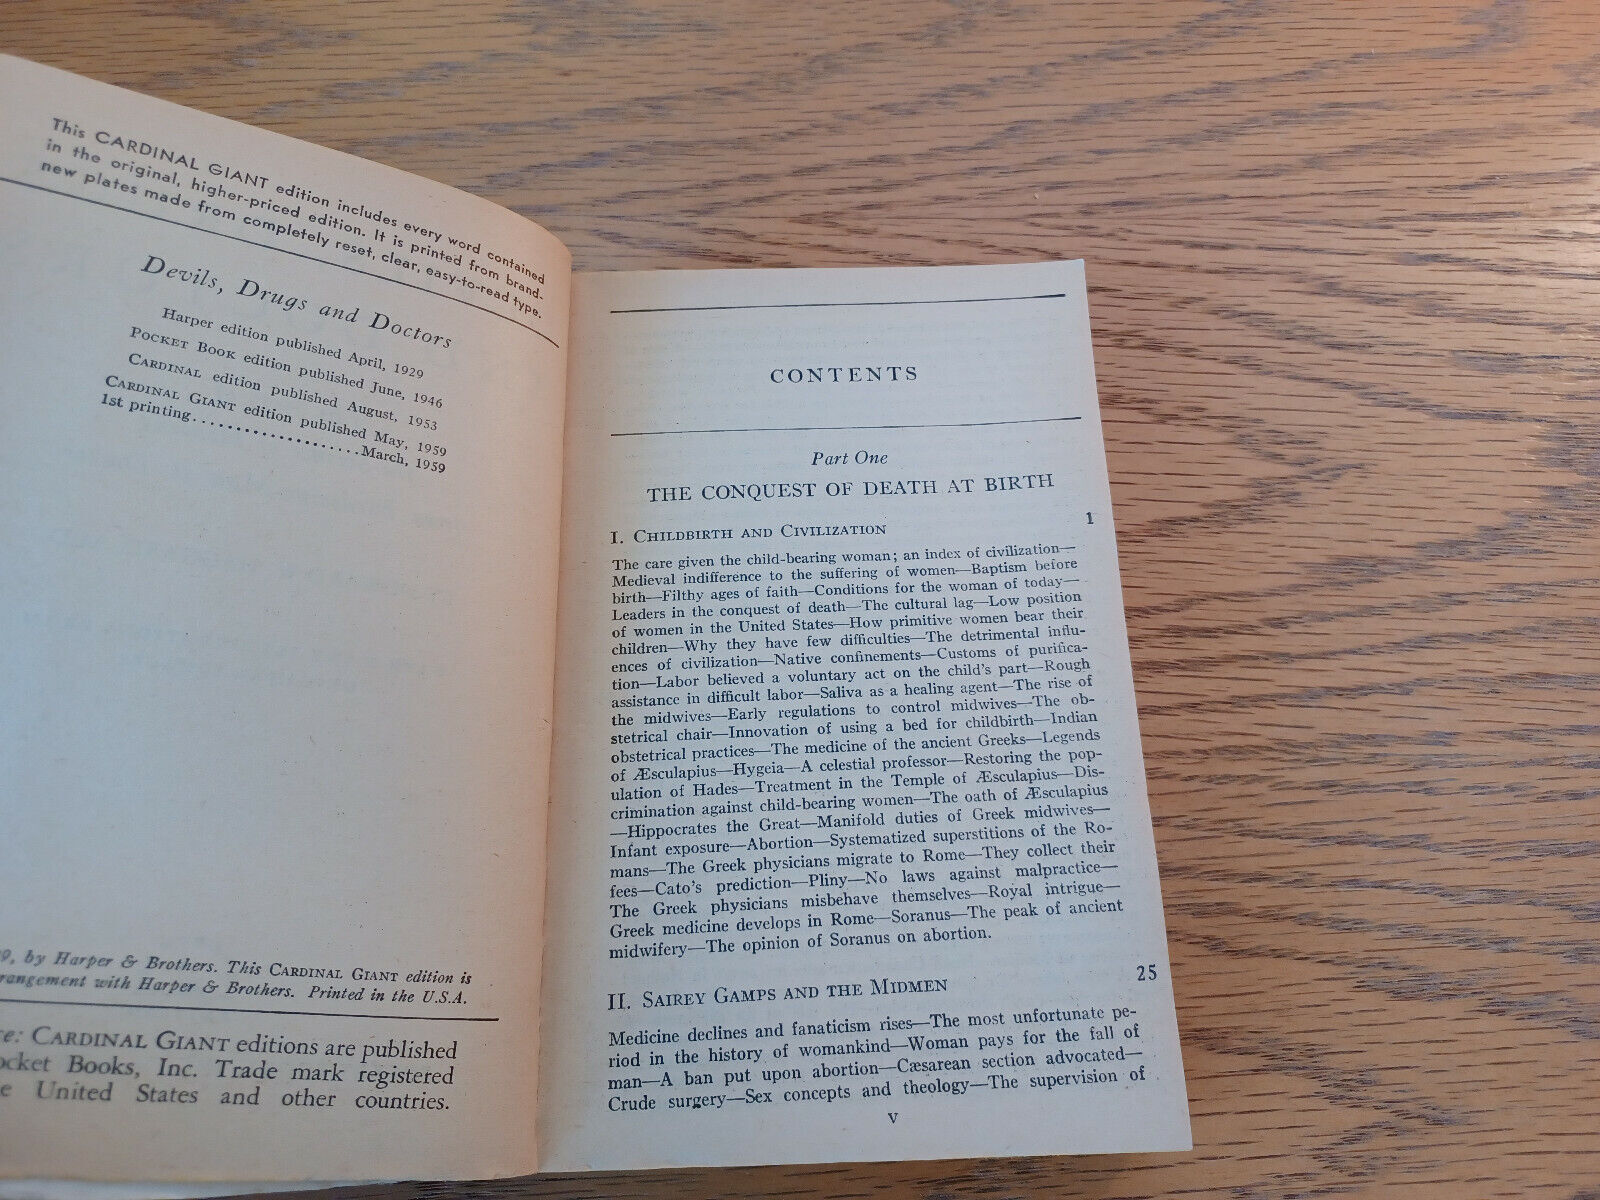 This CARDINAL GIANT edition includes every word contained
in the original, higher-priced edition. It is printed from brand-
new plates made from completely reset, clear, easy-to-read type.
Devils, Drugs and Doctors
Harper edition published April, 1929
POCKET BOOK edition published June, 1946
CARDINAL edition published August, 1953
CARDINAL GIANT edition published May, 1959
1st printing...................March, 1959
by Harper & Brothers. This CARDINAL GIANT edition is
with Harper & Brothers. Printed in the U.S.A.
CARDINAL GIANT editions are published
Books, Inc. Trade mark registered
United States and other countries.
CONTENTS
Part One
THE CONQUEST OF DEATH AT BIRTH
I. CHILDBIRTH AND CIVILIZATION 1
The care given the child-bearing woman; an index of civilization—
Medieval indifference to the suffering of women—Baptism before
birth—Filthy ages of faith—Conditions for the woman of today—
Leaders in the conquest of death—The cultural lag—Low position
of women in the United States—How primitive women bear their
children—Why they have few difficulties—The detrimental influ-
ences of civilization—Native confinements—Customs of purifica-
tion—Labor believed a voluntary act on the child's part—Rough
assistance in difficult labor—Saliva as a healing agent—The rise of
the midwives—Early regulations to control midwives—The ob-
stetrical chair—Innovation of using a bed for childbirth—Indian
obstetrical practices—The medicine of the ancient Greeks—Legends
of Æsculapius—Hygeia—A celestial professor—Restoring the pop-
ulation of Hades—Treatment in the Temple of Æsculapius—Dis-
crimination against child-bearing women—The oath of Æsculapius
—Hippocrates the Great—Manifold duties of Greek midwives—
Infant exposure—Abortion—Systematized superstitions of the Ro-
mans—The Greek physicians migrate to Rome—They collect their
fees—Cato's prediction—Pliny—No laws against malpractice—
The Greek physicians misbehave themselves—Royal intrigue—
Greek medicine develops in Rome—Soranus—The peak of ancient
midwifery—The opinion of Soranus on abortion.
II. SAIREY GAMPS AND THE MIDMEN 25
Medicine declines and fanaticism rises—The most unfortunate pe-
riod in the history of womankind—Woman pays for the fall of
man—A ban put upon abortion—Cæsarean section advocated—
Crude surgery—Sex concepts and theology—The supervision of
V